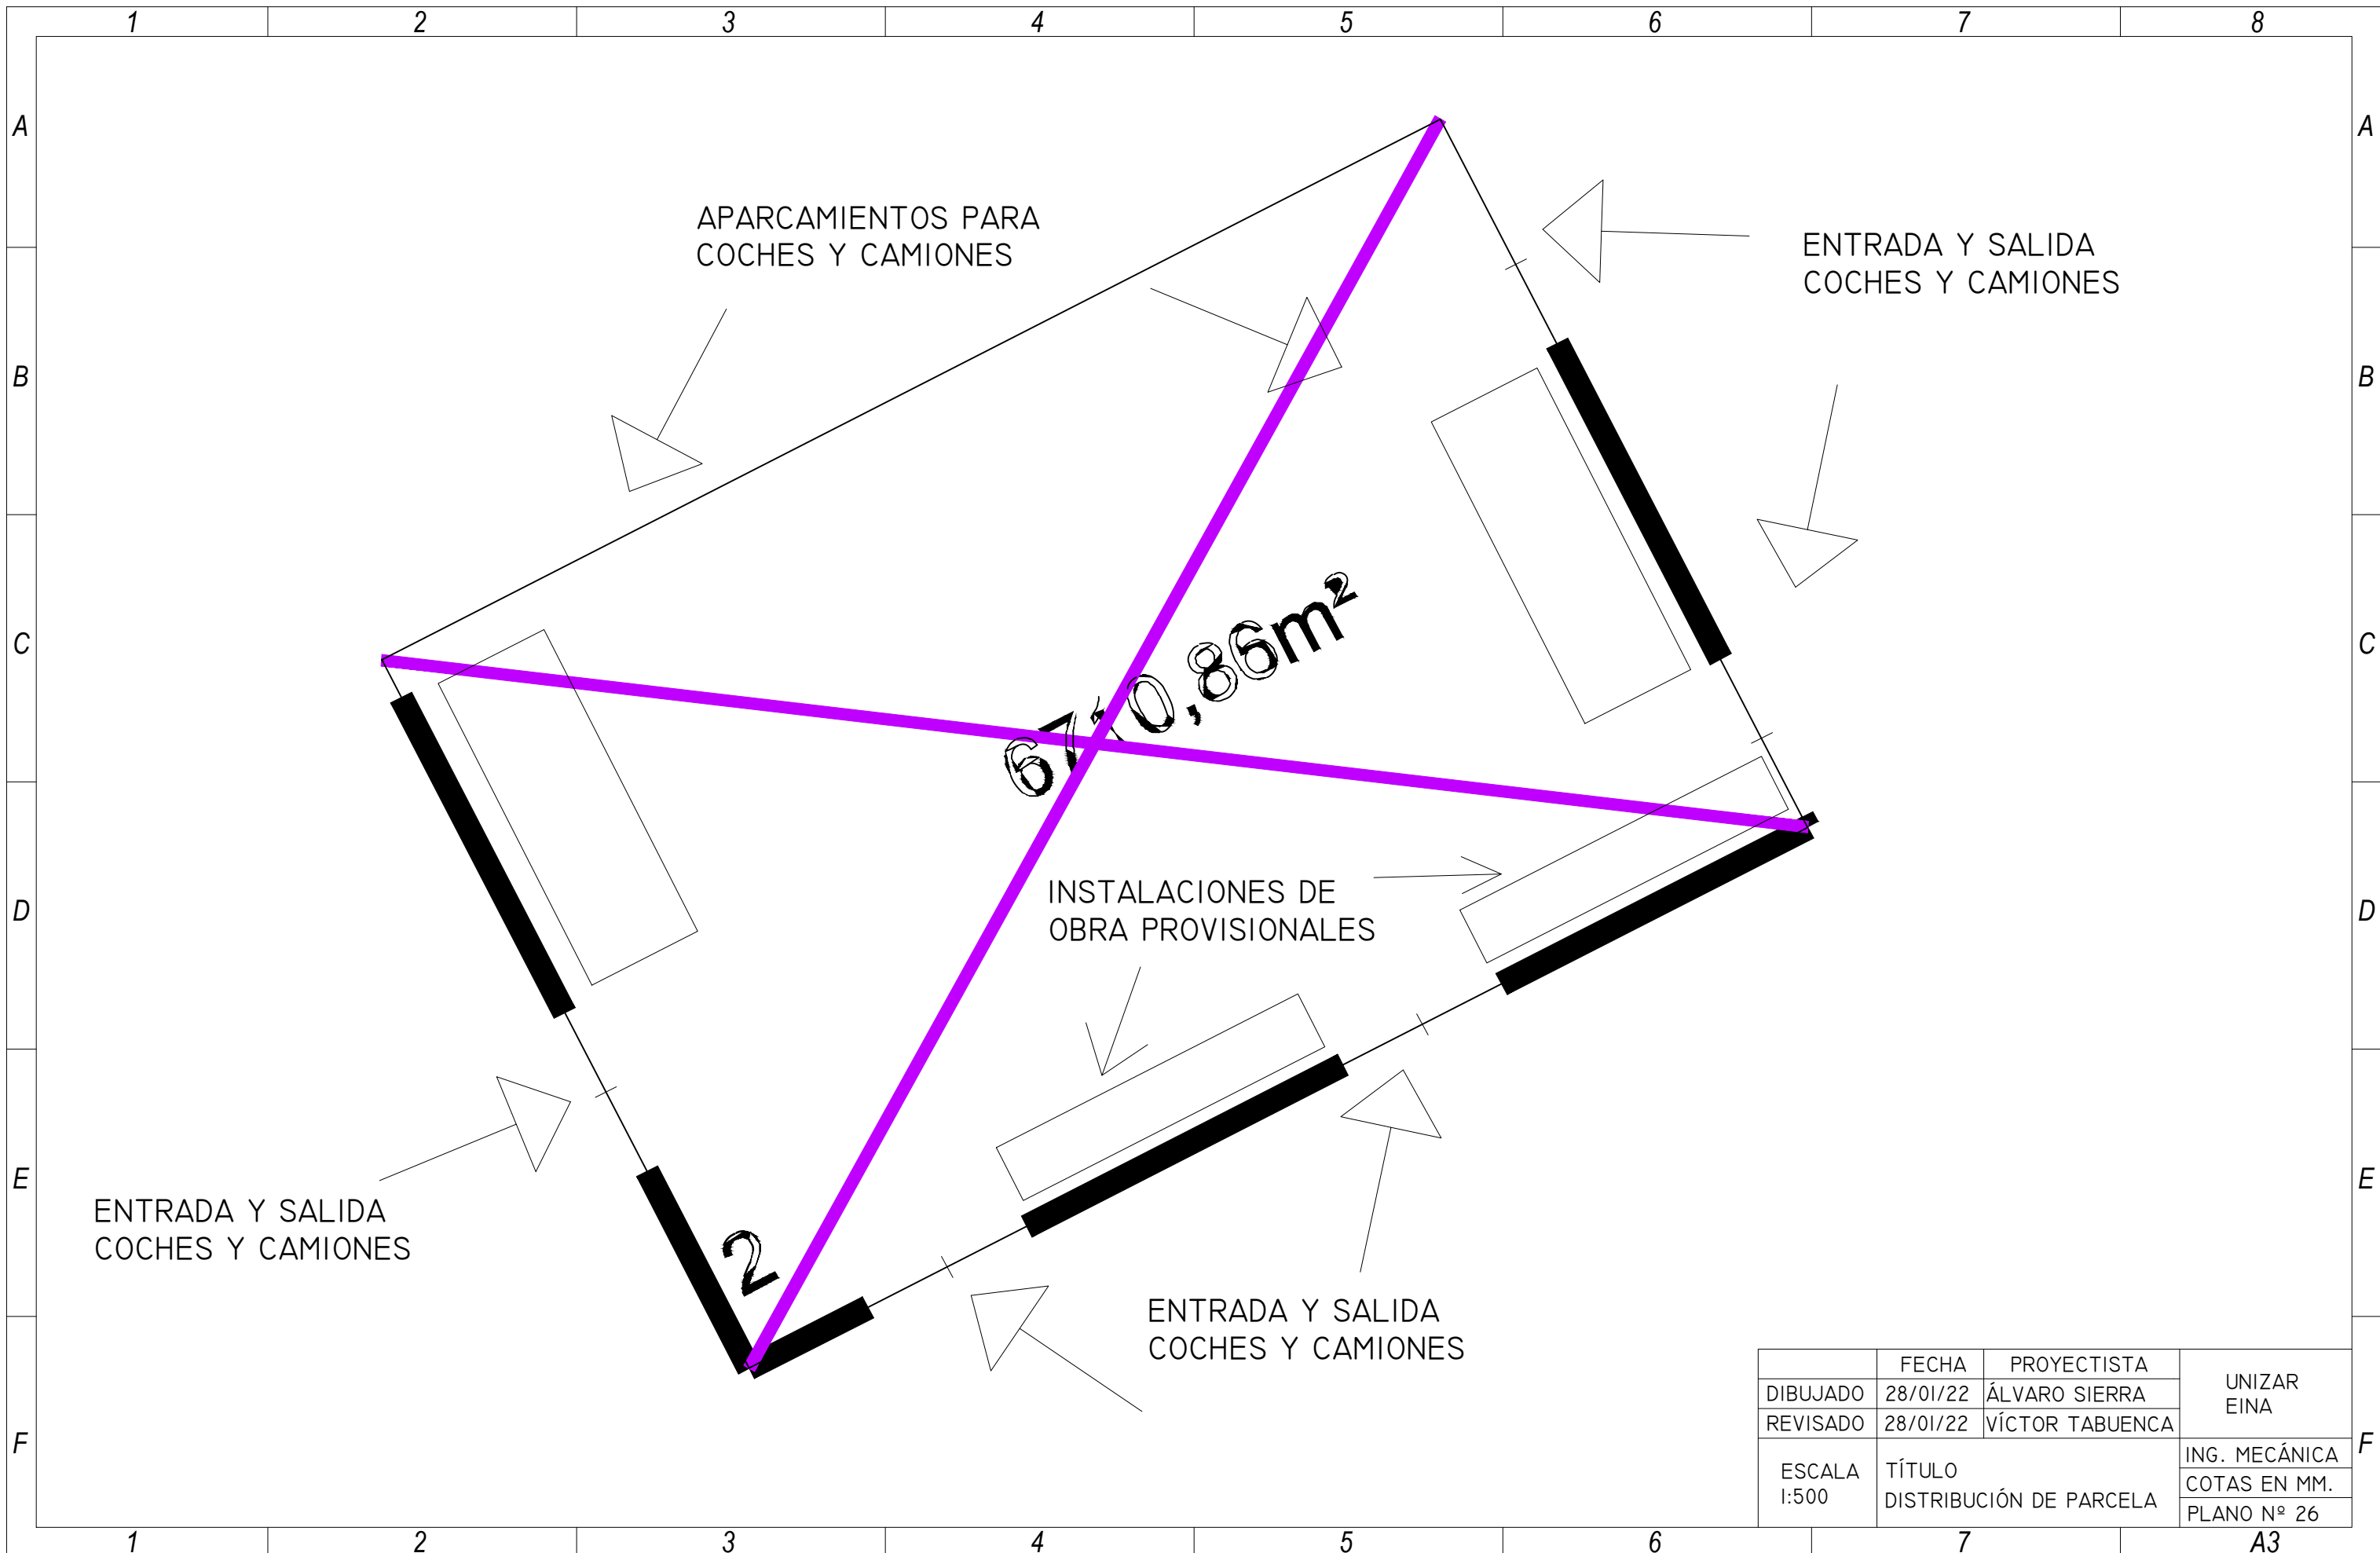 1 2 3 4 5 6 7 8
A A
APARCAMIENTOS PARA
COCHES Y CAMIONES
ENTRADA Y SALIDA
COCHES Y CAMIONES
B B
C C
6710,86m²
INSTALACIONES DE
OBRA PROVISIONALES
D D
E E
ENTRADA Y SALIDA
COCHES Y CAMIONES
2
ENTRADA Y SALIDA
COCHES Y CAMIONES
F F
FECHA PROYECTISTA
DIBUJADO 28/01/22 ÁLVARO SIERRA
REVISADO 28/01/22 VÍCTOR TABUENCA
UNIZAR
EINA
ESCALA
1:500
TÍTULO
DISTRIBUCIÓN DE PARCELA
ING. MECÁNICA
COTAS EN MM.
PLANO Nº 26
1 2 3 4 5 6 7 A3